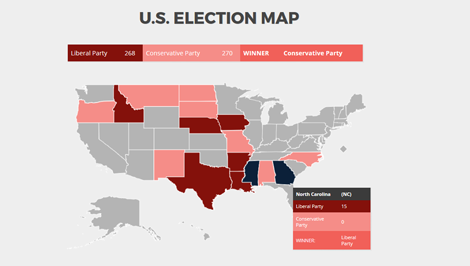 U.S. ELECTION MAP
Liberal Party 268 Conservative Party 270 WINNER Conservative Party
North Carolina (NC)
Liberal Party 15
Conservative
Party 0
WINNER Liberal
Party